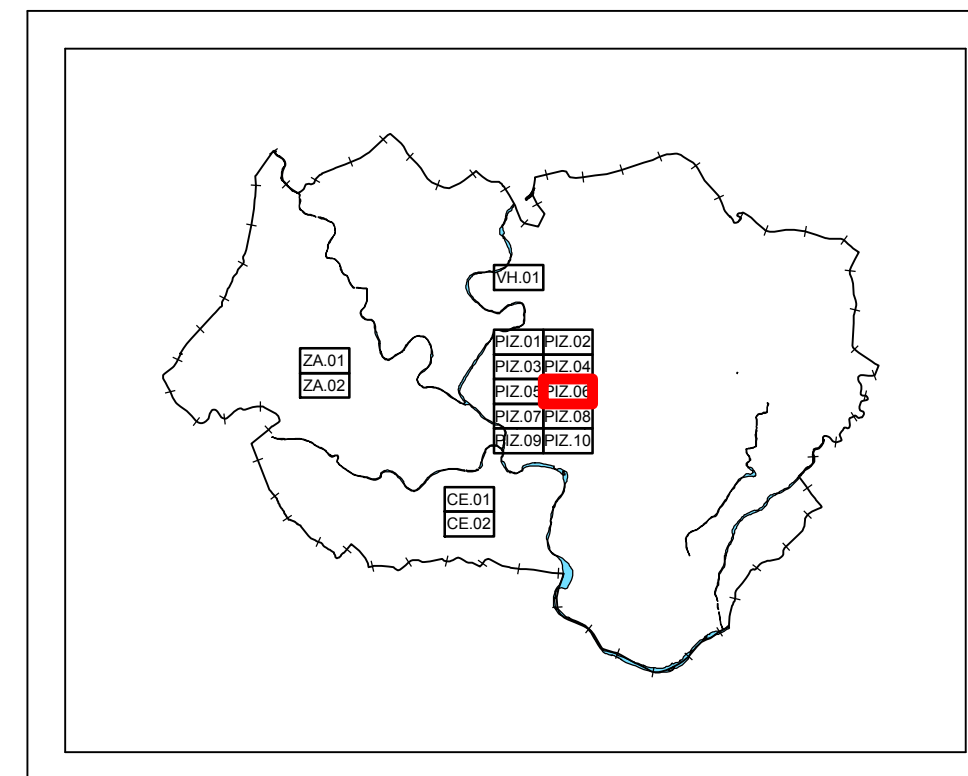 VH.01
PIZ.01 PIZ.02
PIZ.03 PIZ.04
PIZ.05 PIZ.06
PIZ.07 PIZ.08
PIZ.09 PIZ.10
ZA.01
ZA.02
CE.01
CE.02